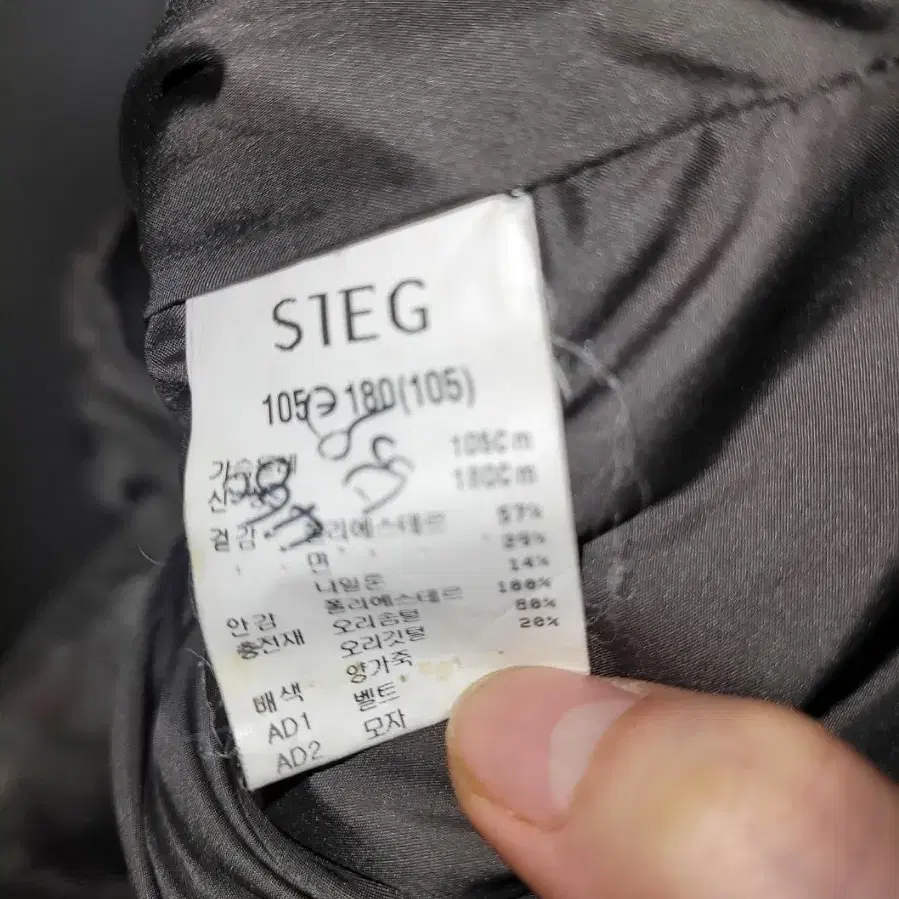 SIEG
105 180(105)
가슴둘레 105Cm
신장 180Cm
겉감 폴리에스테르 57%
면 29%
나일론 14%
안감 폴리에스테르 100%
충전재 오리솜털 80%
오리깃털 20%
배색 양가죽
AD1 벨트
AD2 모자